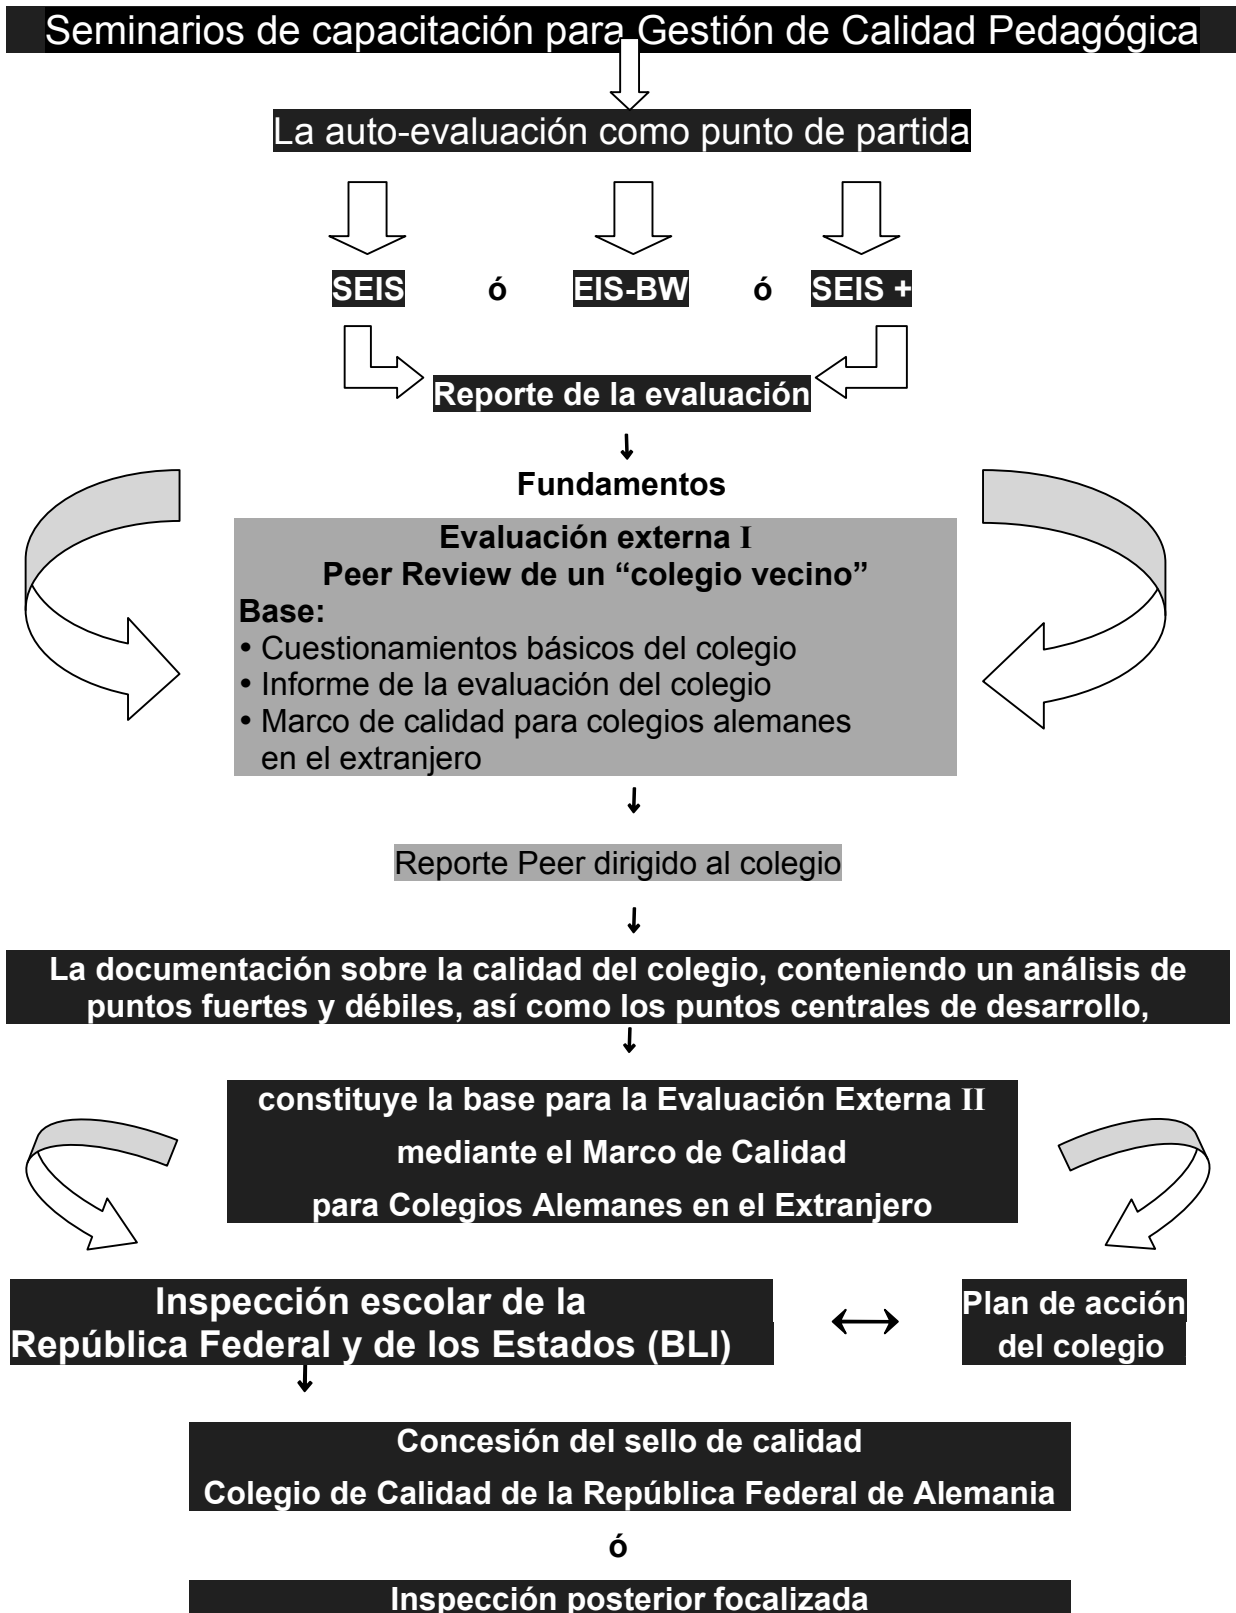 Seminarios de capacitación para Gestión de Calidad Pedagógica
La auto-evaluación como punto de partida
SEIS ó EIS-BW ó SEIS +
Reporte de la evaluación
Fundamentos
Evaluación externa I
Peer Review de un “colegio vecino”
Base:
• Cuestionamientos básicos del colegio
• Informe de la evaluación del colegio
• Marco de calidad para colegios alemanes
en el extranjero
Reporte Peer dirigido al colegio
La documentación sobre la calidad del colegio, conteniendo un análisis de
puntos fuertes y débiles, así como los puntos centrales de desarrollo,
constituye la base para la Evaluación Externa II
mediante el Marco de Calidad
para Colegios Alemanes en el Extranjero
Inspección escolar de la
República Federal y de los Estados (BLI)
Plan de acción
del colegio
Concesión del sello de calidad
Colegio de Calidad de la República Federal de Alemania
ó
Inspección posterior focalizada